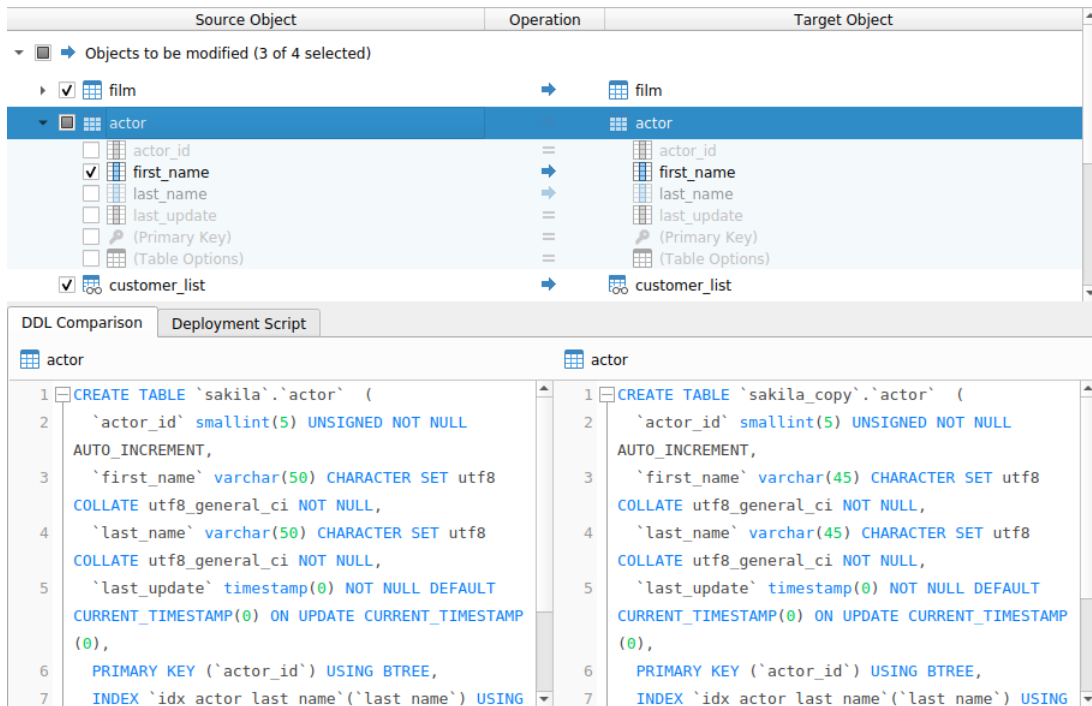 Source Object Operation Target Object
Objects to be modified (3 of 4 selected)
film film
actor actor
actor_id = actor_id
first_name first_name
last_name last_name
last_update = last_update
(Primary Key) = (Primary Key)
(Table Options) = (Table Options)
customer_list customer_list
DDL Comparison Deployment Script
actor
1 CREATE TABLE `sakila`.`actor`  (
2 `actor_id` smallint(5) UNSIGNED NOT NULL
AUTO_INCREMENT,
3 `first_name` varchar(50) CHARACTER SET utf8
COLLATE utf8_general_ci NOT NULL,
4 `last_name` varchar(50) CHARACTER SET utf8
COLLATE utf8_general_ci NOT NULL,
5 `last_update` timestamp(0) NOT NULL DEFAULT
CURRENT_TIMESTAMP(0) ON UPDATE CURRENT_TIMESTAMP
(0),
6 PRIMARY KEY (`actor_id`) USING BTREE,
7 INDEX `idx_actor_last_name`(`last_name`) USING
actor
1 CREATE TABLE `sakila_copy`.`actor`  (
2 `actor_id` smallint(5) UNSIGNED NOT NULL
AUTO_INCREMENT,
3 `first_name` varchar(45) CHARACTER SET utf8
COLLATE utf8_general_ci NOT NULL,
4 `last_name` varchar(45) CHARACTER SET utf8
COLLATE utf8_general_ci NOT NULL,
5 `last_update` timestamp(0) NOT NULL DEFAULT
CURRENT_TIMESTAMP(0) ON UPDATE CURRENT_TIMESTAMP
(0),
6 PRIMARY KEY (`actor_id`) USING BTREE,
7 INDEX `idx_actor_last_name`(`last_name`) USING